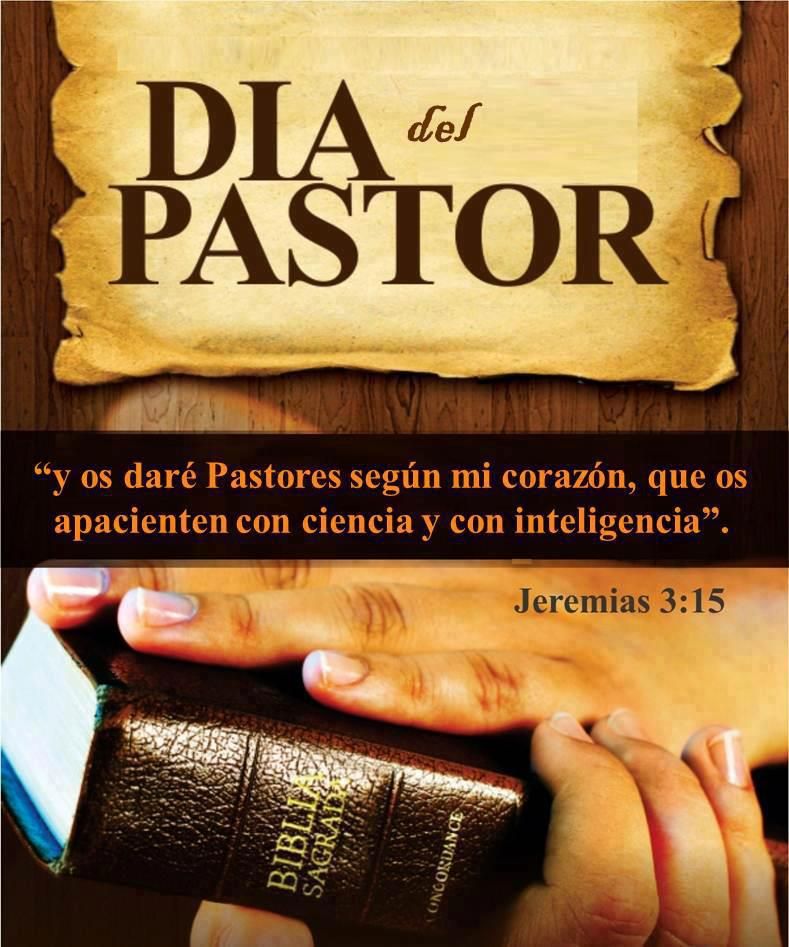 DIA del
PASTOR
“y os daré Pastores según mi corazón, que os
apacienten con ciencia y con inteligencia”.
Jeremias 3:15
BIBLIA
SAGRADA
CONCORDANCE